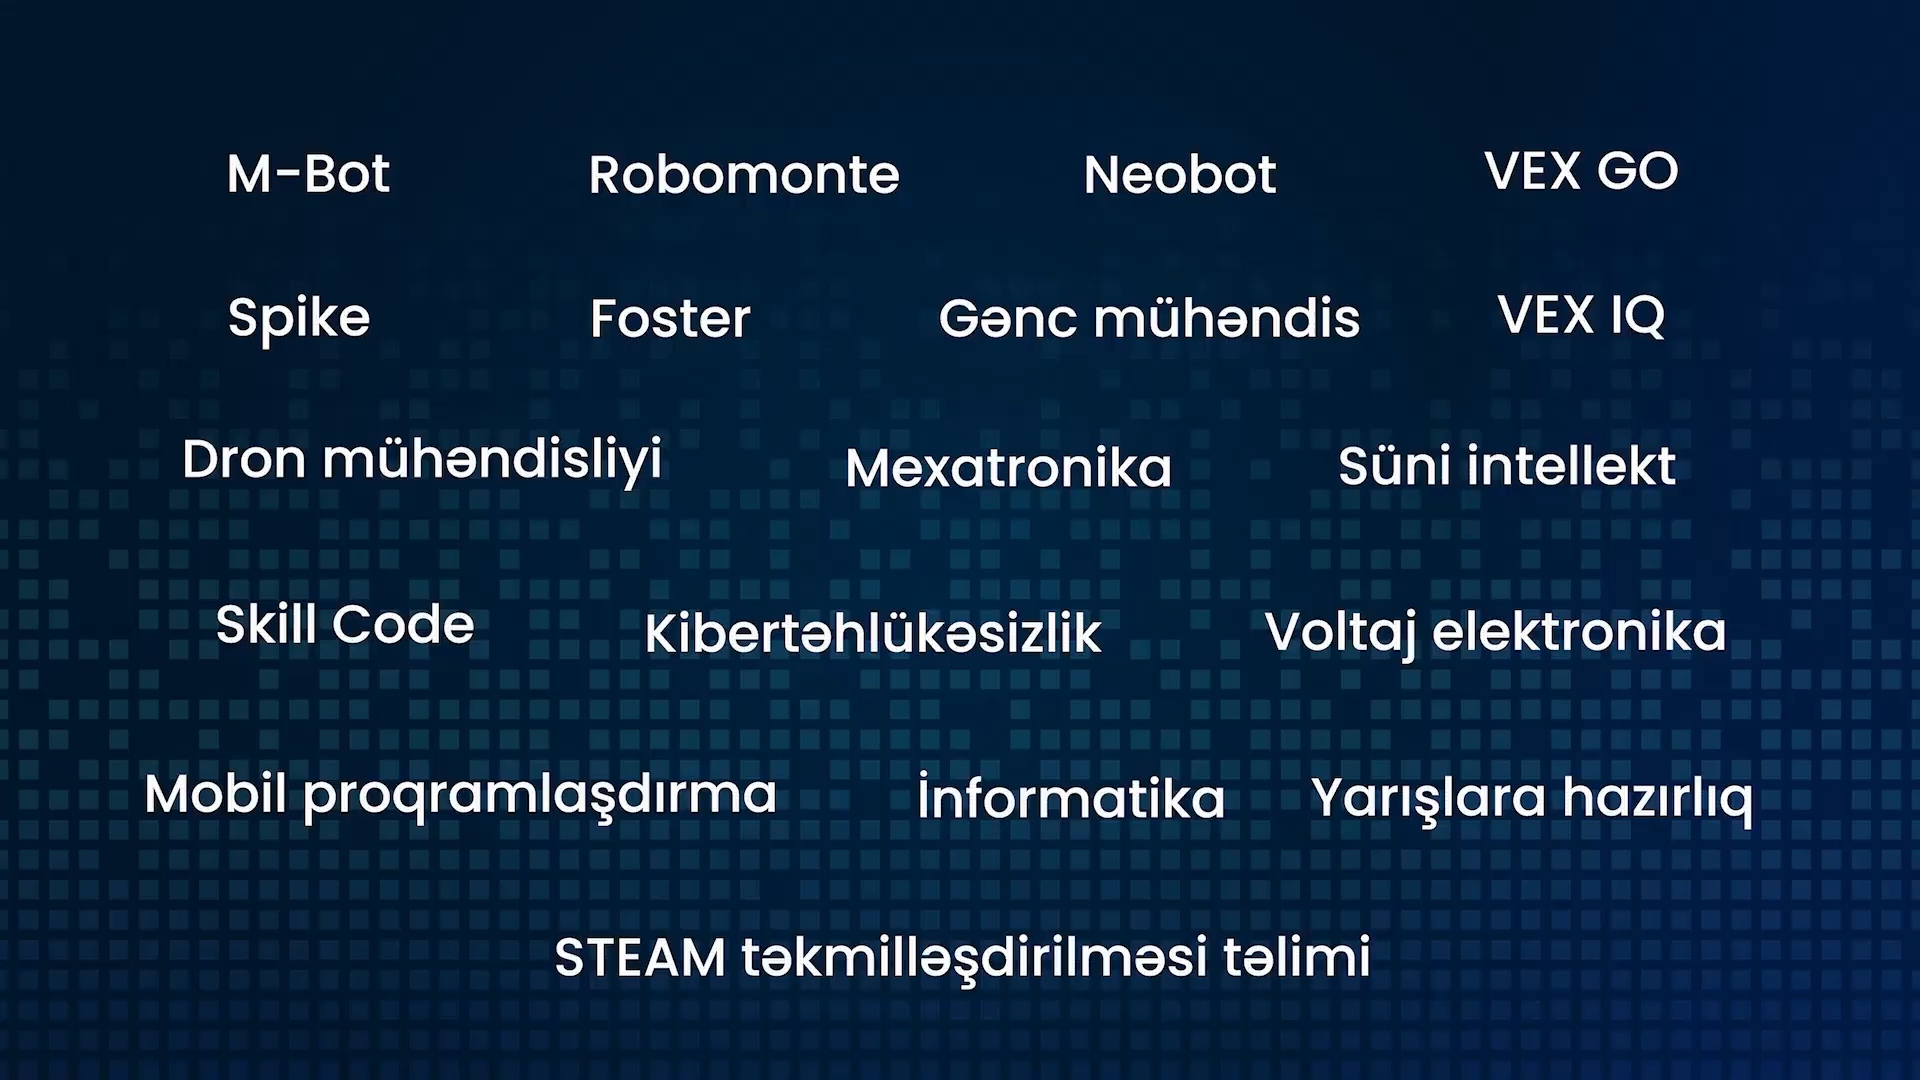 M-Bot Robomonte Neobot VEX GO
Spike Foster Gənc mühəndis VEX IQ
Dron mühəndisliyi Mexatronika Süni intellekt
Skill Code Kibertəhlükəsizlik Voltaj elektronika
Mobil proqramlaşdırma İnformatika Yarışlara hazırlıq
STEAM təkmilləşdirilməsi təlimi